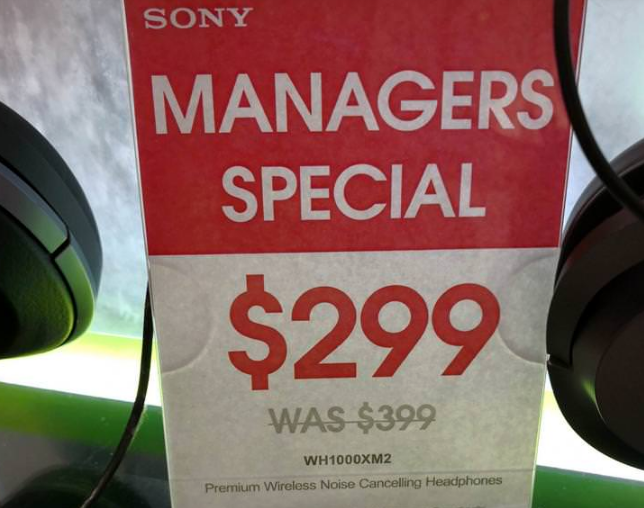 SONY
MANAGERS
SPECIAL
$299
WAS $399
WH1000XM2
Premium Wireless Noise Cancelling Headphones